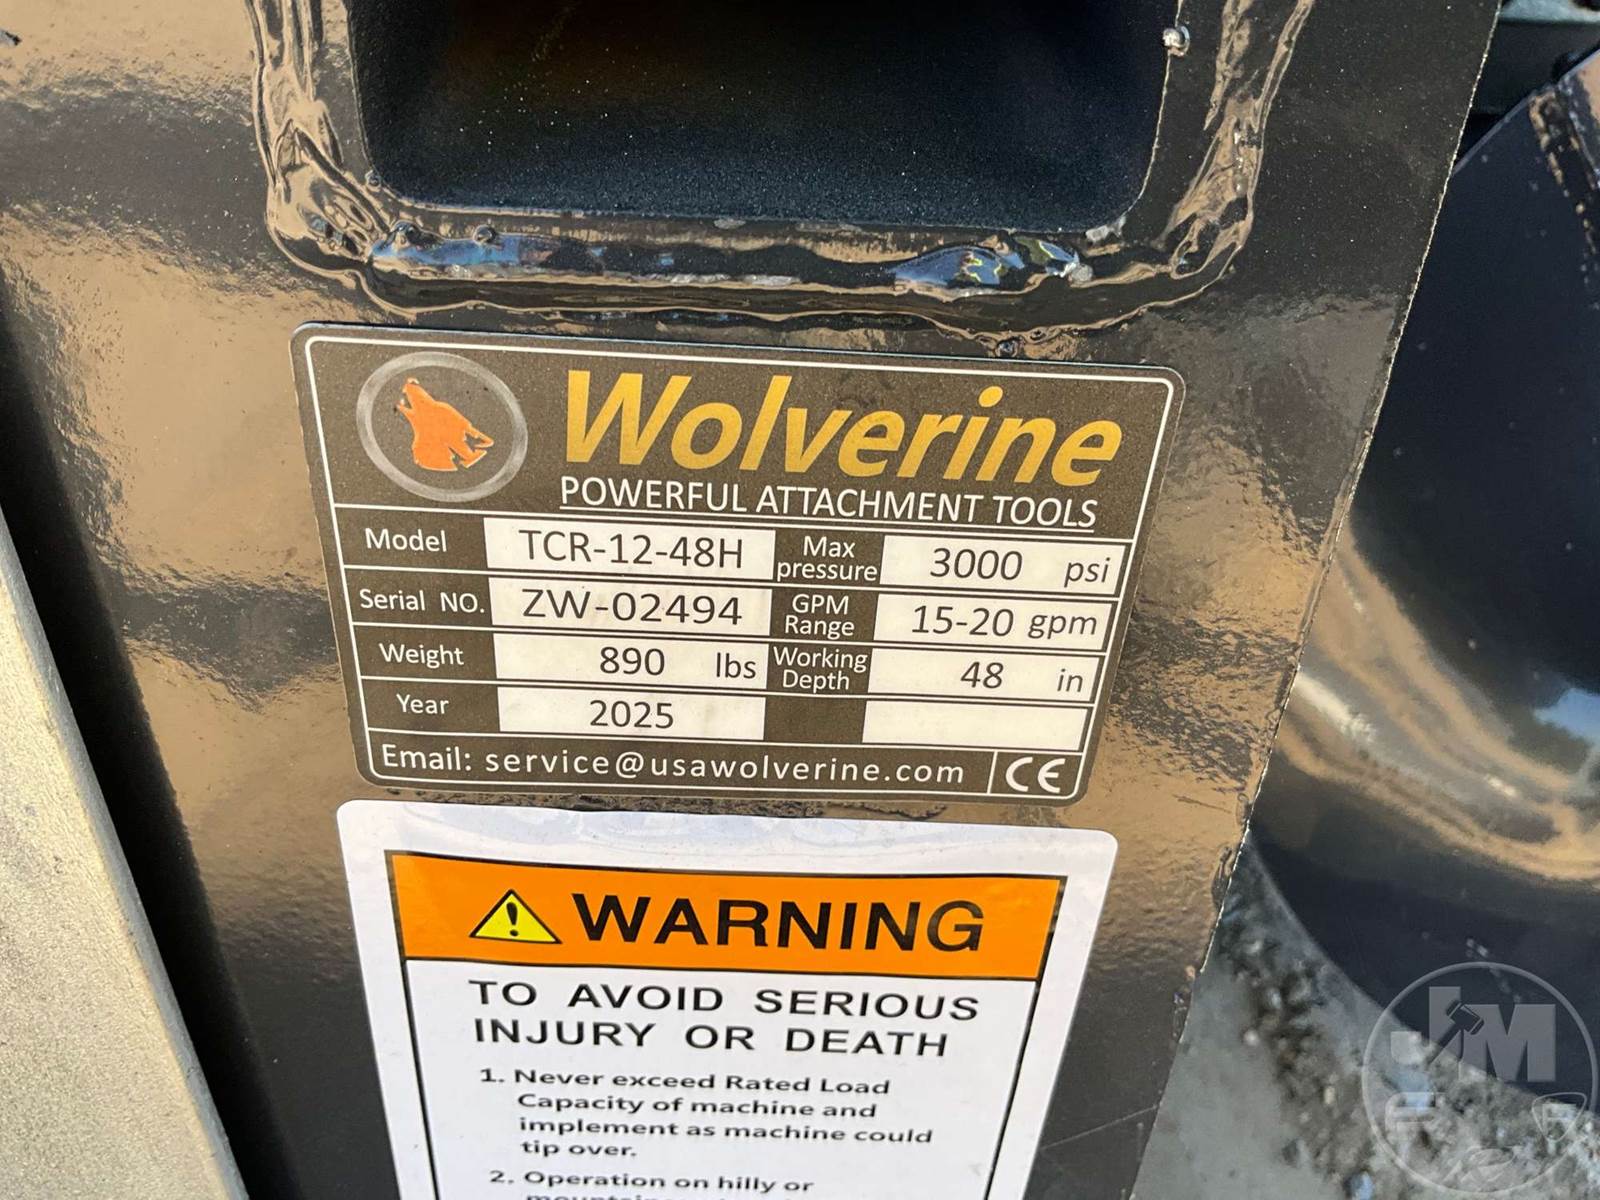 Wolverine
POWERFUL ATTACHMENT TOOLS
Model TCR-12-48H Max pressure 3000 psi
Serial NO. ZW-02494 GPM Range 15-20 gpm
Weight 890 lbs Working Depth 48 in
Year 2025
Email: service@usawolverine.com CE
WARNING
TO AVOID SERIOUS
INJURY OR DEATH
1. Never exceed Rated Load
Capacity of machine and
implement as machine could
tip over.
2. Operation on hilly or
JM